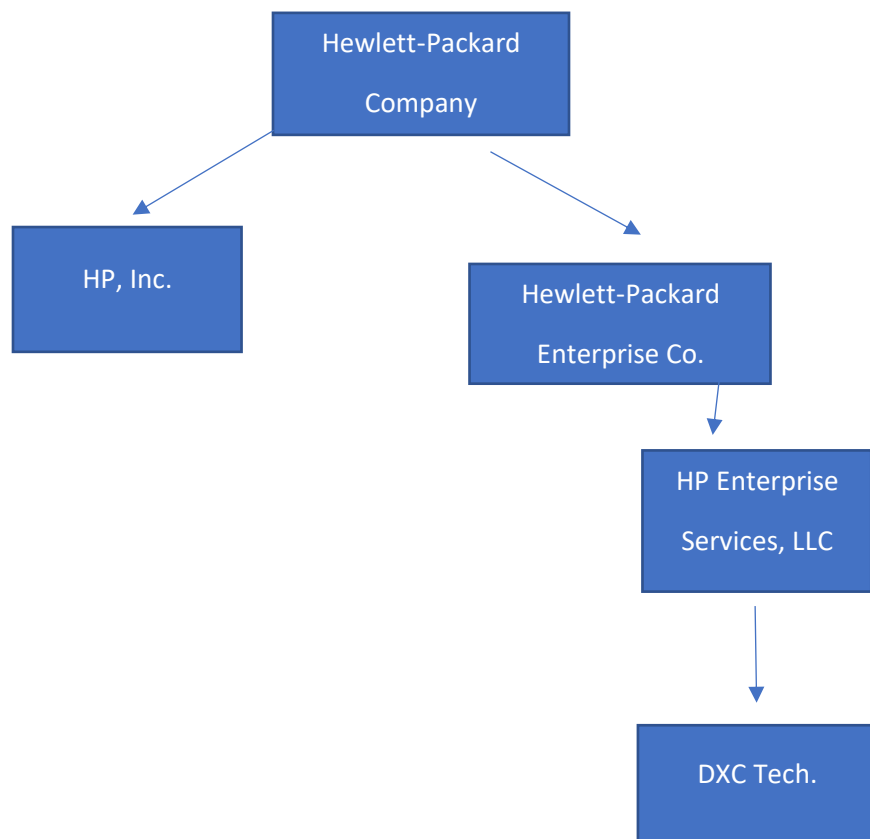 Hewlett-Packard
Company
HP, Inc.
Hewlett-Packard
Enterprise Co.
HP Enterprise
Services, LLC
DXC Tech.